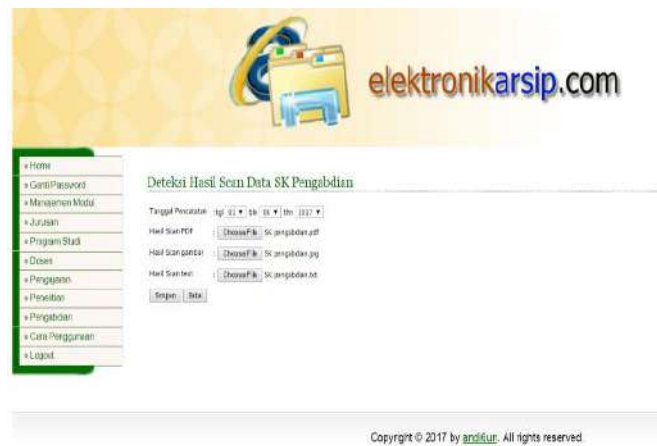 elektronikarsip.com
» Home
» Ganti Password
» Manajemen Modul
» Jurusan
» Program Studi
» Dosen
» Pengajaran
» Penelitian
» Pengabdian
» Cara Penggunaan
» Logout
Deteksi Hasil Scan Data SK Pengabdian
Tanggal Pencatatan : tgl 01 bln 06 thn 2017
Hasil Scan PDF : Choose File SK pengabdian.pdf
Hasil Scan gambar : Choose File SK pengabdian.jpg
Hasil Scan text : Choose File SK pengabdian.txt
Simpan Batal
Copyright © 2017 by . All rights reserved.